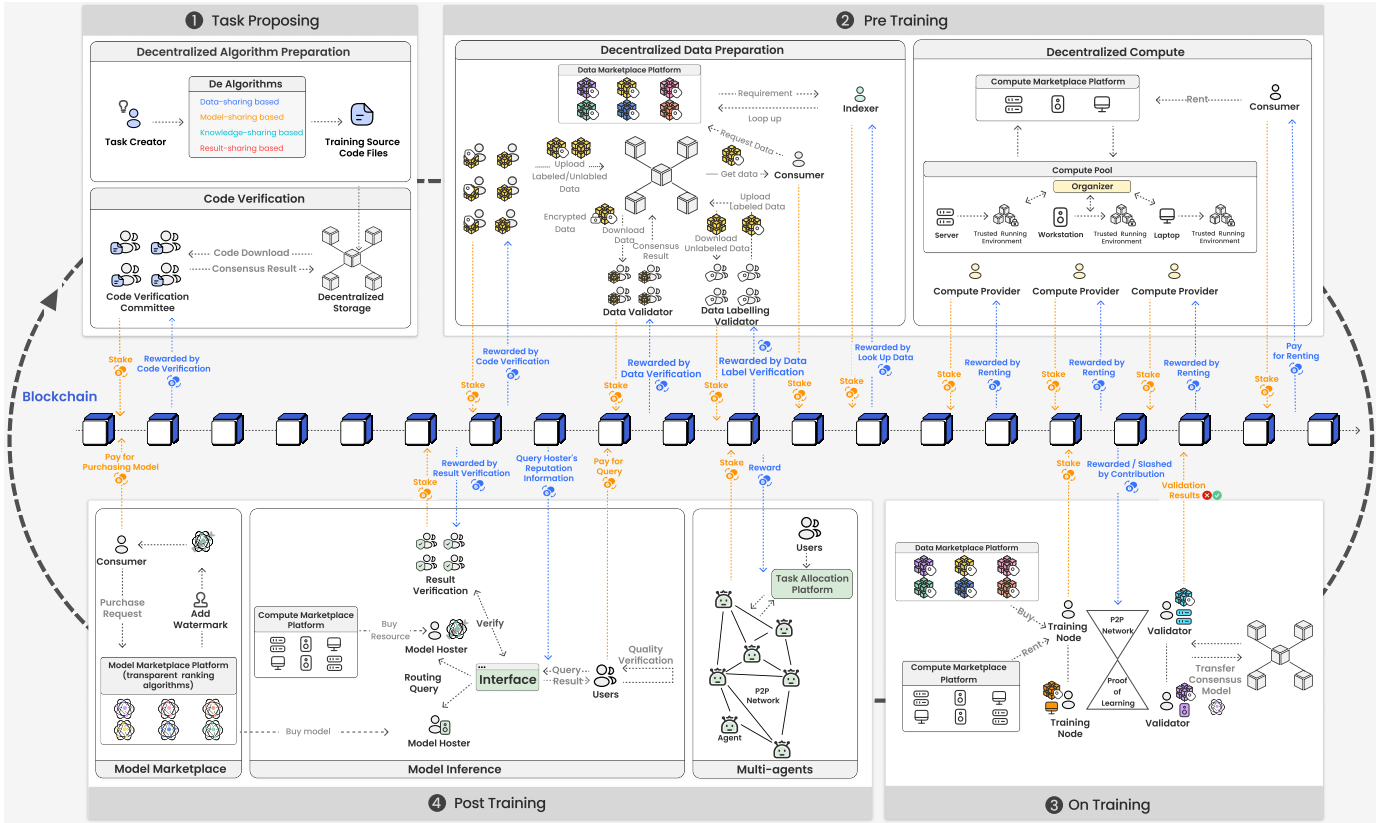 1 Task Proposing
Decentralized Algorithm Preparation
Task Creator
De Algorithms
Data-sharing based
Model-sharing based
Knowledge-sharing based
Result-sharing based
Training Source
Code Files
Code Verification
Code Verification
Committee
Code Download
Consensus Result
Decentralized
Storage
2 Pre Training
Decentralized Data Preparation
Data Marketplace Platform
Requirement
Loop up
Indexer
Upload
Labeled/Unlabled
Data
Request Data
Get data
Consumer
Encrypted
Data
Download
Data
Consensus
Result
Upload
Labeled Data
Download
Unlabeled Data
Data Validator
Data Labelling
Validator
Decentralized Compute
Compute Marketplace Platform
Rent
Consumer
Compute Pool
Organizer
Server
Trusted Running
Environment
Workstation
Trusted Running
Environment
Laptop
Trusted Running
Environment
Compute Provider
Compute Provider
Compute Provider
Stake
Rewarded by
Code Verification
Stake
Rewarded by
Code Verification
Stake
Rewarded by
Data Verification
Stake
Rewarded by Data
Label Verification
Stake
Stake
Rewarded by
Look Up Data
Stake
Rewarded by
Renting
Stake
Rewarded by
Renting
Stake
Rewarded by
Renting
Stake
Pay
for Renting
Blockchain
Pay for
Purchasing Model
Stake
Rewarded by
Result Verification
Query Hoster's
Reputation
Information
Pay for
Query
Stake
Reward
Stake
Rewarded / Slashed
by Contribution
Validation
Results
Consumer
Purchase
Request
Add
Watermark
Model Marketplace Platform
(transparent ranking
algorithms)
Model Marketplace
Result
Verification
Compute Marketplace
Platform
Buy
Resource
Model Hoster
Verify
Routing
Query
Interface
Query
Result
Users
Quality
Verification
Buy model
Model Hoster
Model Inference
Users
Task Allocation
Platform
P2P
Network
Agent
Multi-agents
4 Post Training
Data Marketplace Platform
Buy
Compute Marketplace
Platform
Rent
Training
Node
Training
Node
P2P
Network
Proof
of
Learning
Validator
Validator
Transfer
Consensus
Model
3 On Training